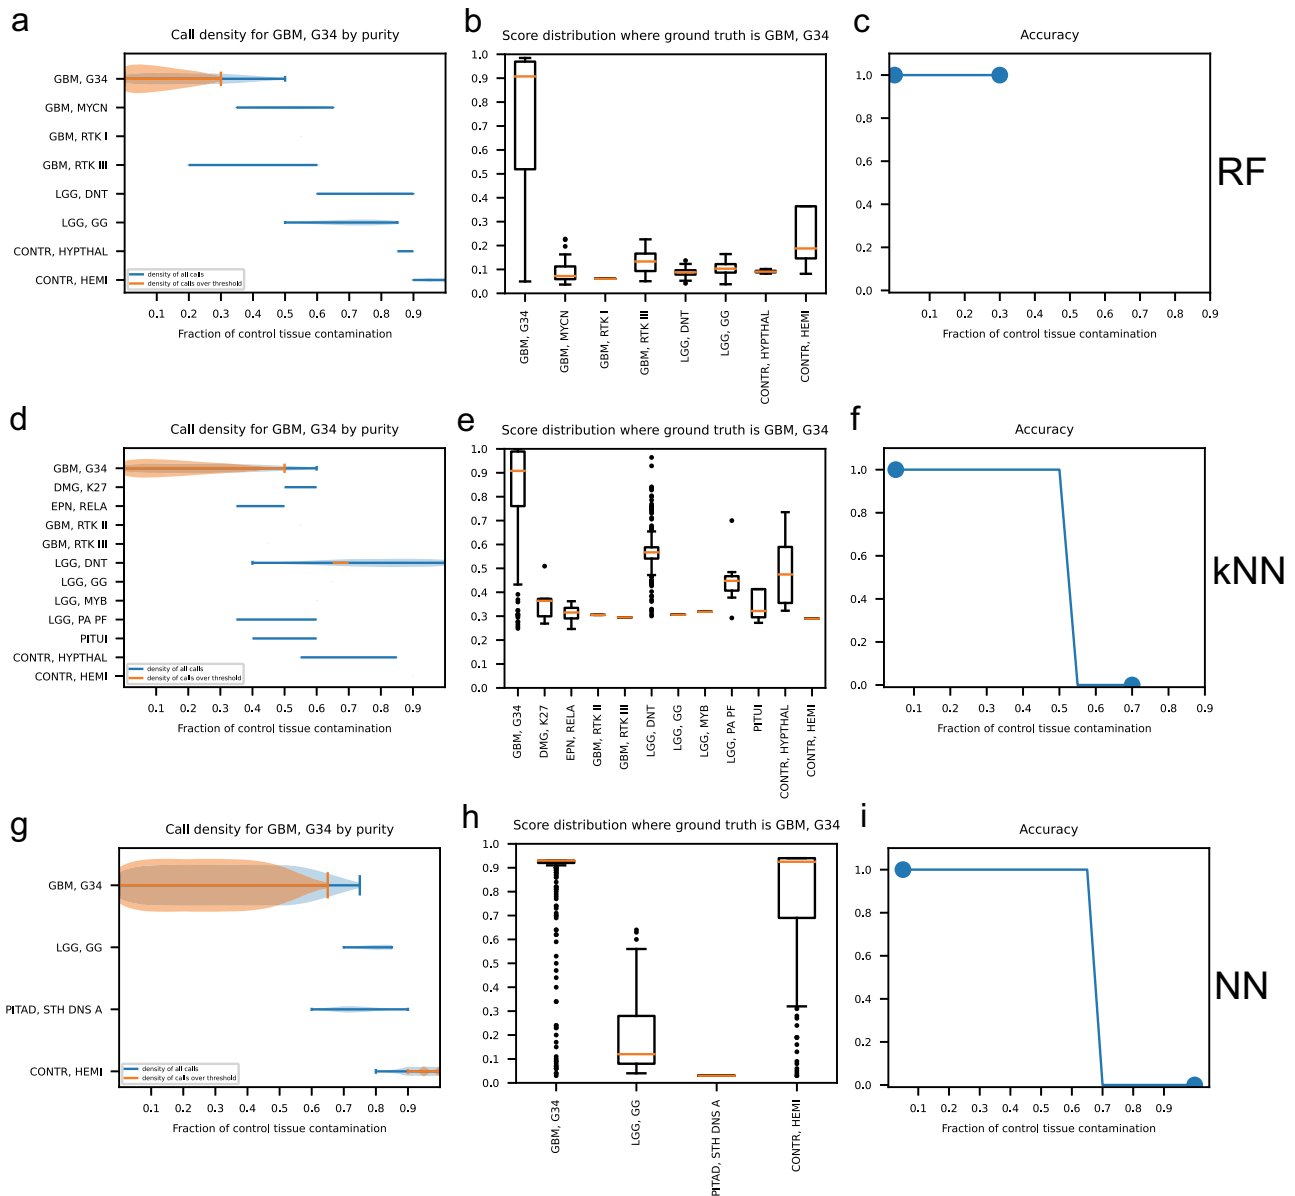 a
Call density for GBM, G34 by purity
GBM, G34
GBM, MYCN
GBM, RTK I
GBM, RTK III
LGG, DNT
LGG, GG
CONTR, HYPTHAL
CONTR, HEMI
density of all calls
density of calls over threshold
0.1 0.2 0.3 0.4 0.5 0.6 0.7 0.8 0.9
Fraction of control tissue contamination
b
Score distribution where ground truth is GBM, G34
1.0
0.9
0.8
0.7
0.6
0.5
0.4
0.3
0.2
0.1
0.0
GBM, G34
GBM, MYCN
GBM, RTK I
GBM, RTK III
LGG, DNT
LGG, GG
CONTR, HYPTHAL
CONTR, HEMI
c
Accuracy
1.0
0.8
0.6
0.4
0.2
0.0
0.1 0.2 0.3 0.4 0.5 0.6 0.7 0.8 0.9
Fraction of control tissue contamination
RF
d
Call density for GBM, G34 by purity
GBM, G34
DMG, K27
EPN, RELA
GBM, RTK II
GBM, RTK III
LGG, DNT
LGG, GG
LGG, MYB
LGG, PA PF
PITUI
CONTR, HYPTHAL
CONTR, HEMI
density of all calls
density of calls over threshold
0.1 0.2 0.3 0.4 0.5 0.6 0.7 0.8 0.9
Fraction of control tissue contamination
e
Score distribution where ground truth is GBM, G34
1.0
0.9
0.8
0.7
0.6
0.5
0.4
0.3
0.2
0.1
0.0
GBM, G34
DMG, K27
EPN, RELA
GBM, RTK II
GBM, RTK III
LGG, DNT
LGG, GG
LGG, MYB
LGG, PA PF
PITUI
CONTR, HYPTHAL
CONTR, HEMI
f
Accuracy
1.0
0.8
0.6
0.4
0.2
0.0
0.1 0.2 0.3 0.4 0.5 0.6 0.7 0.8 0.9
Fraction of control tissue contamination
kNN
g
Call density for GBM, G34 by purity
GBM, G34
LGG, GG
PITAD, STH DNS A
CONTR, HEMI
density of all calls
density of calls over threshold
0.1 0.2 0.3 0.4 0.5 0.6 0.7 0.8 0.9
Fraction of control tissue contamination
h
Score distribution where ground truth is GBM, G34
1.0
0.9
0.8
0.7
0.6
0.5
0.4
0.3
0.2
0.1
0.0
GBM, G34
LGG, GG
PITAD, STH DNS A
CONTR, HEMI
i
Accuracy
1.0
0.8
0.6
0.4
0.2
0.0
0.1 0.2 0.3 0.4 0.5 0.6 0.7 0.8 0.9
Fraction of control tissue contamination
NN